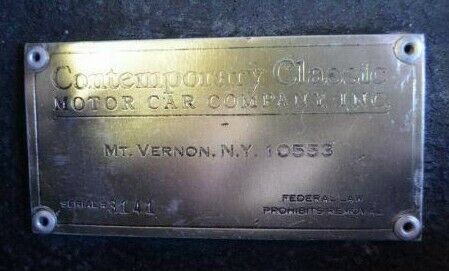 Contemporary Classic
MOTOR CAR COMPANY, INC.
MT. VERNON, N.Y. 10553
SERIAL# 3141
FEDERAL LAW
PROHIBITS REMOVAL